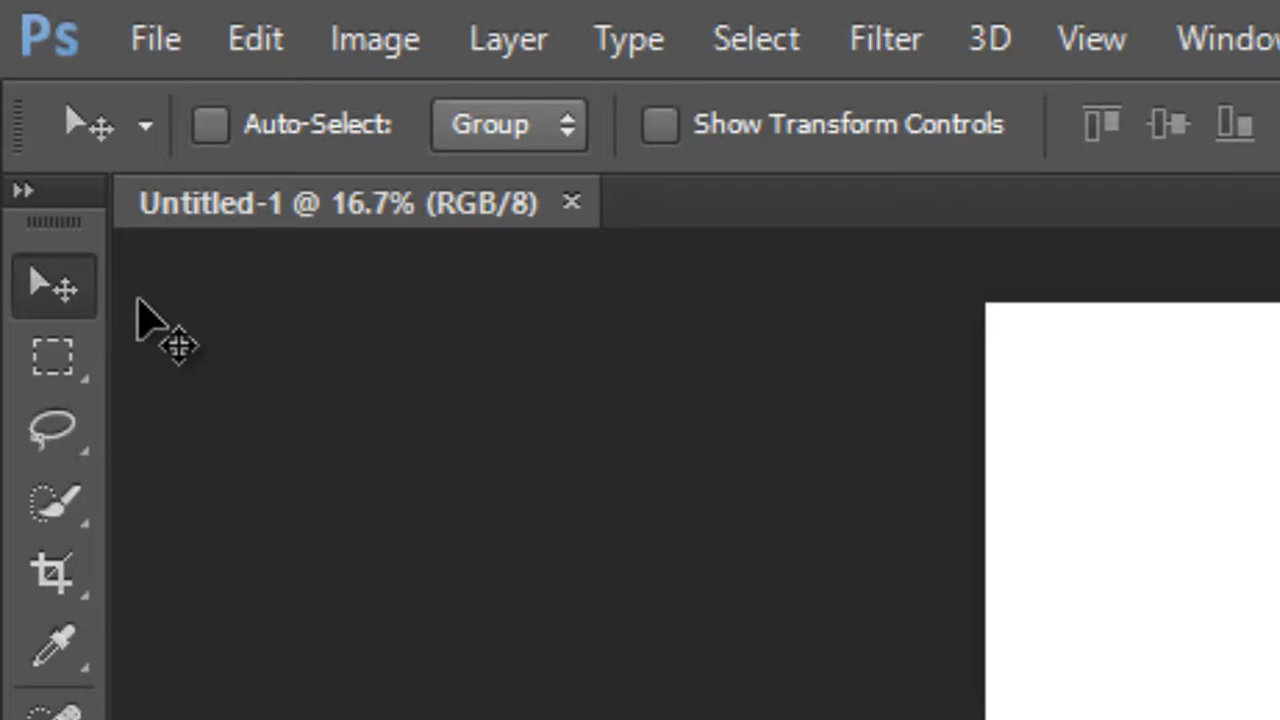 Ps File Edit Image Layer Type Select Filter 3D View Window
Auto-Select: Group Show Transform Controls
Untitled-1 @ 16.7% (RGB/8) ×